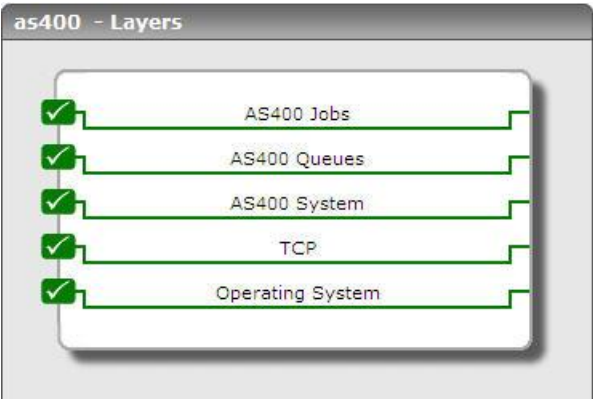 as400 - Layers
AS400 Jobs
AS400 Queues
AS400 System
TCP
Operating System